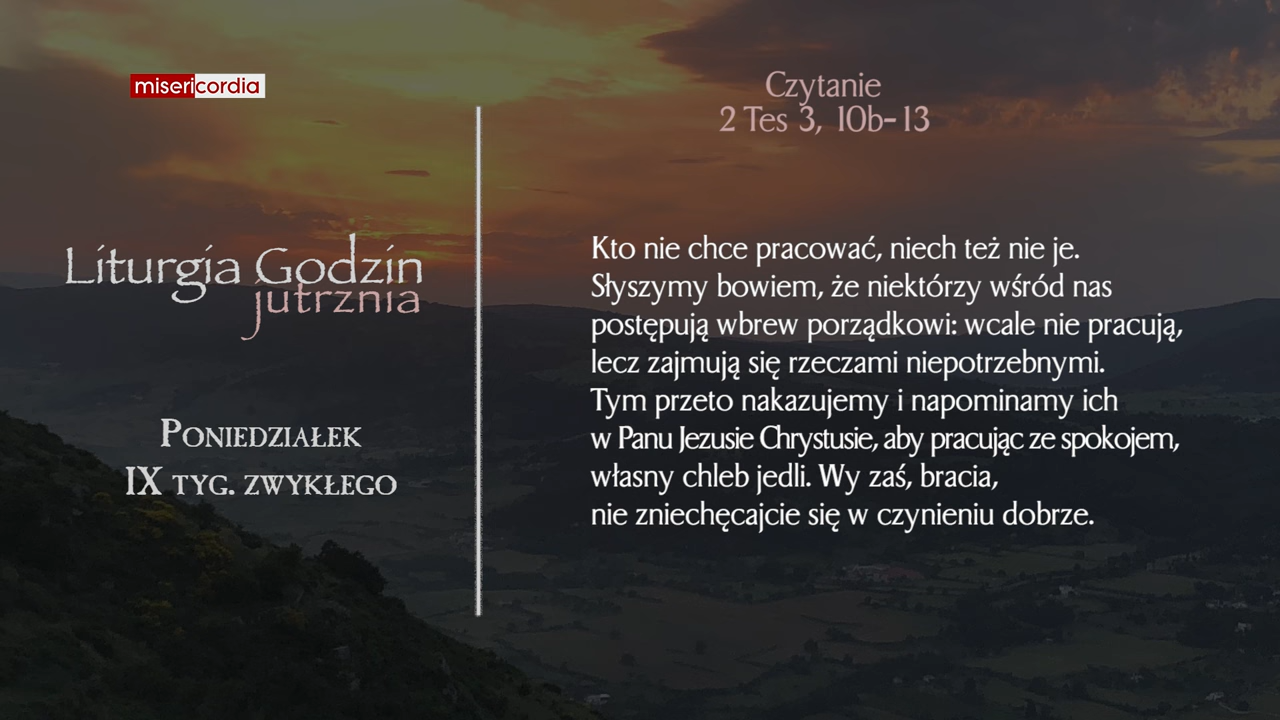 misericordia
Liturgia Godzin
jutrznia
Poniedziałek
IX tyg. zwykłego
Czytanie
2 Tes 3, 10b-13
Kto nie chce pracować, niech też nie je.
Słyszymy bowiem, że niektórzy wśród nas
postępują wbrew porządkowi: wcale nie pracują,
lecz zajmują się rzeczami niepotrzebnymi.
Tym przeto nakazujemy i napominamy ich
w Panu Jezusie Chrystusie, aby pracując ze spokojem,
własny chleb jedli. Wy zaś, bracia,
nie zniechęcajcie się w czynieniu dobrze.